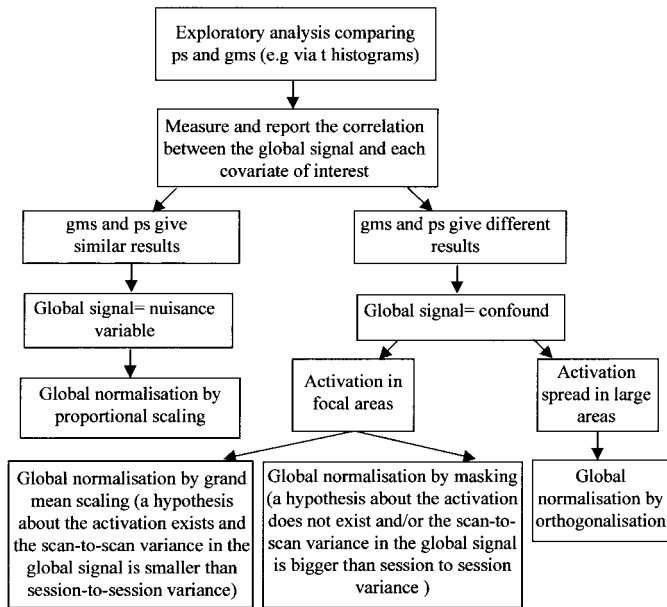 Exploratory analysis comparing
ps and gms (e.g via t histograms)
Measure and report the correlation
between the global signal and each
covariate of interest
gms and ps give
similar results
gms and ps give different
results
Global signal= nuisance
variable
Global signal= confound
Global normalisation by
proportional scaling
Activation in
focal areas
Activation
spread in large
areas
Global normalisation by grand
mean scaling (a hypothesis
about the activation exists and
the scan-to-scan variance in the
global signal is smaller than
session-to-session variance)
Global normalisation by masking
(a hypothesis about the activation
does not exist and/or the scan-to-
scan variance in the global signal
is bigger than session to session
variance )
Global
normalisation by
orthogonalisation